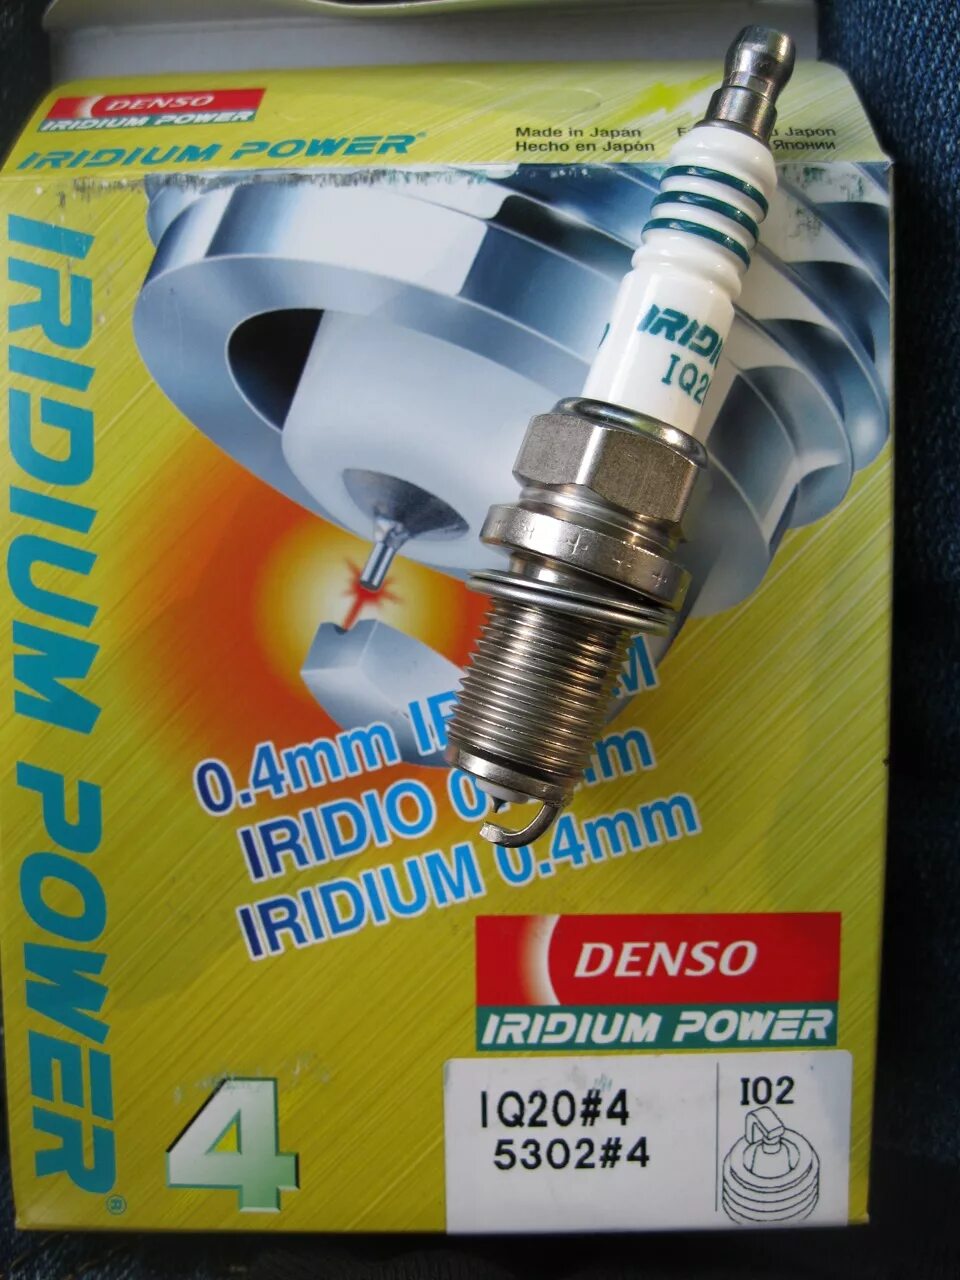 DENSO
IRIDIUM POWER
IRIDIUM POWER®
Made in Japan
Hecho en Japón
Japon
Японии
IRIDIUM POWER®
IRIDI
IQ2
0.4mm
IRIDIO
IRIDIUM 0.4mm
DENSO
IRIDIUM POWER
4
IQ20#4
5302#4
I02